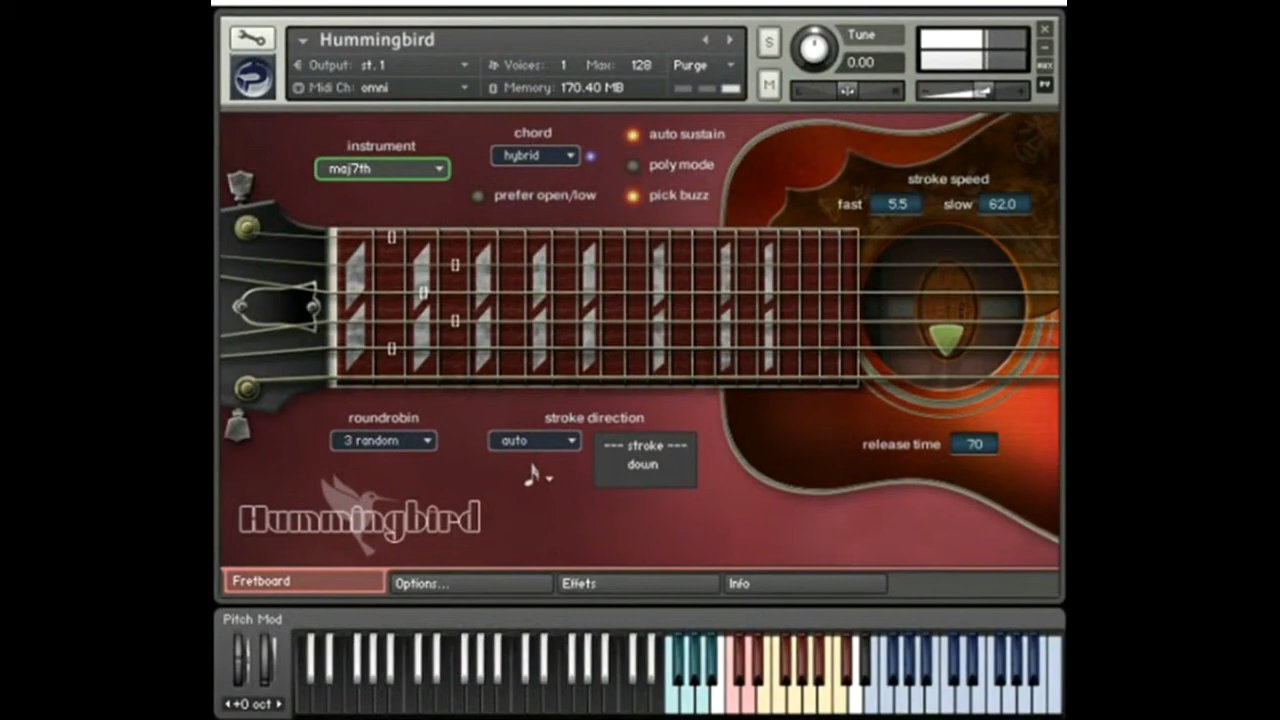 Hummingbird
S
Tune
Output: st.1
Voices: 1 Max: 128
Purge
0.00
Midi Ch: omni
Memory: 170.40 MB
M
PV
instrument
chord
auto sustain
maj7th
hybrid
poly mode
prefer open/low
pick buzz
stroke speed
fast 5.5 slow 62.0
roundrobin
stroke direction
3 random
auto
--- stroke ---
down
release time 70
Hummingbird
Fretboard
Options...
Effets
Info
Pitch Mod
+0 oct